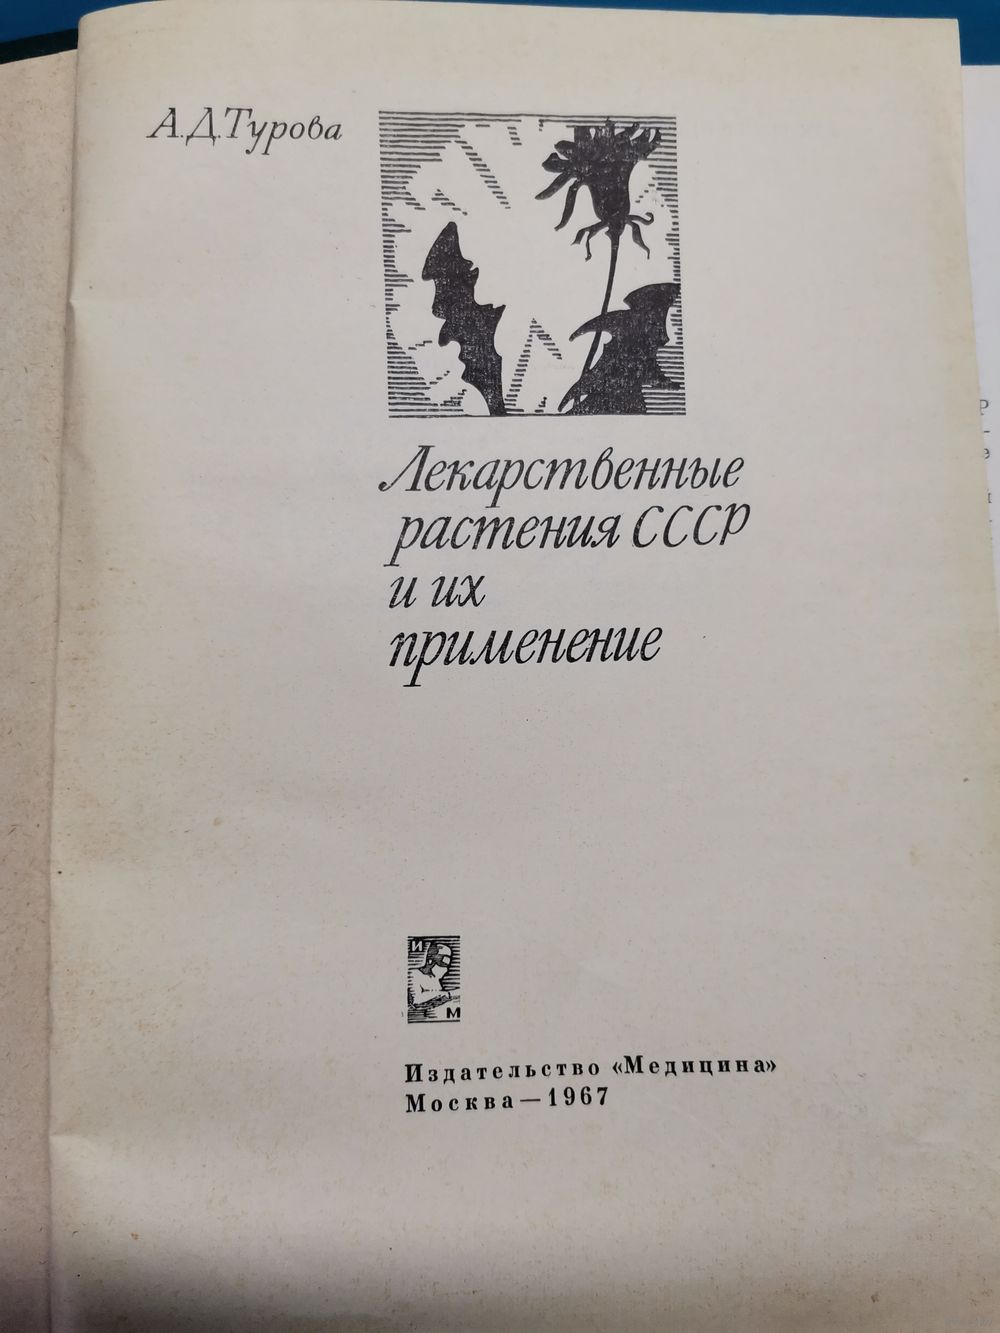 А.Д.Турова
Лекарственные
растения СССР
и их
применение
И
М
Издательство «Медицина»
Москва — 1967